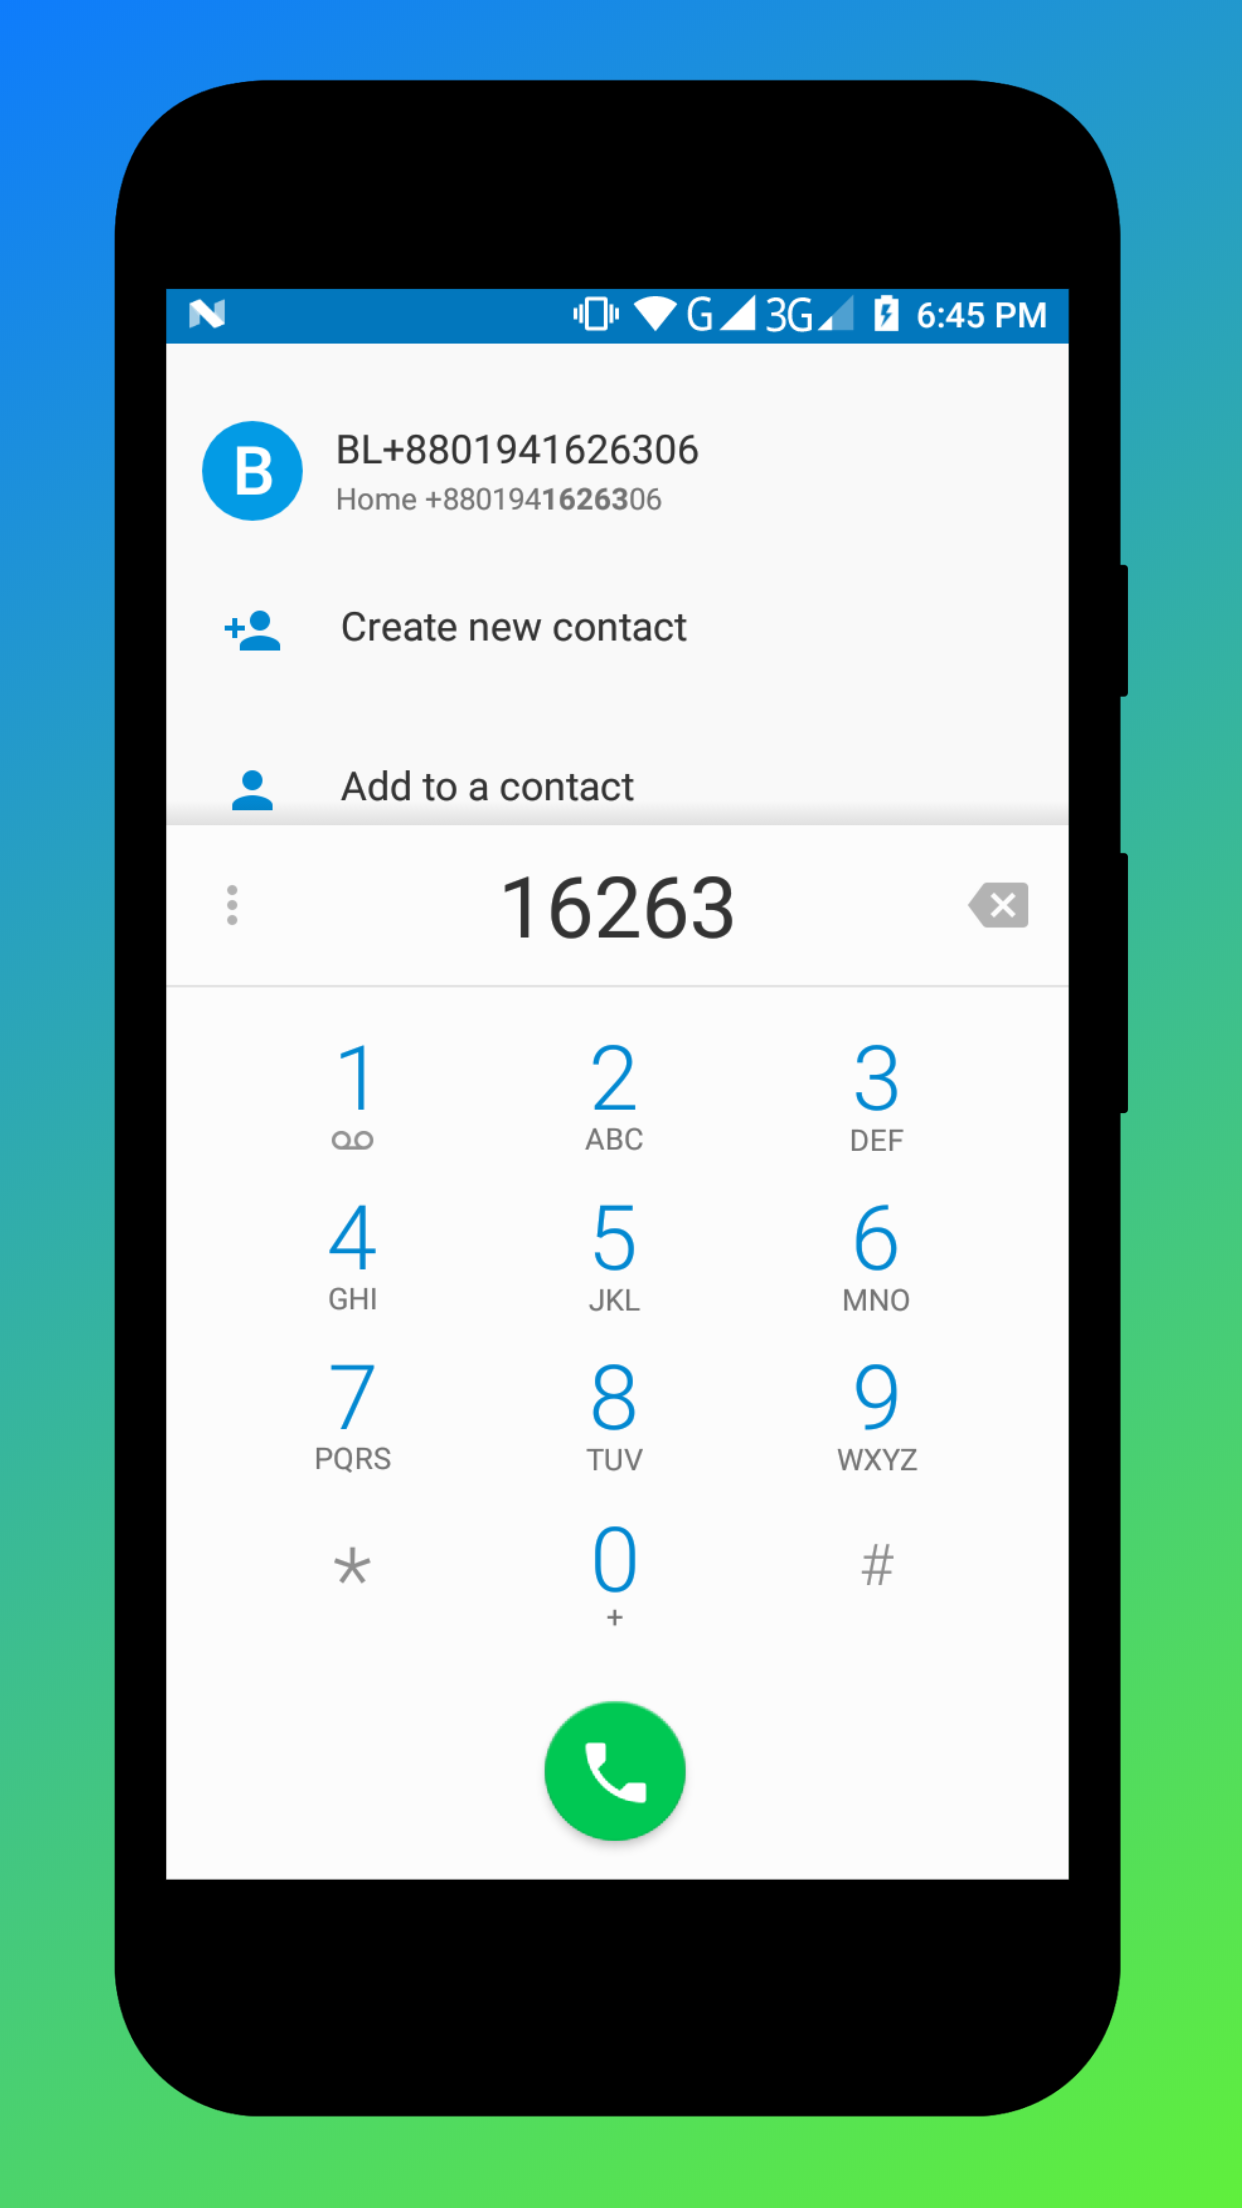 G 3G 6:45 PM
B
BL+8801941626306
Home +8801941626306
Create new contact
Add to a contact
16263
1 2 3
ABC DEF
4 5 6
GHI JKL MNO
7 8 9
PQRS TUV WXYZ
* 0 #
+